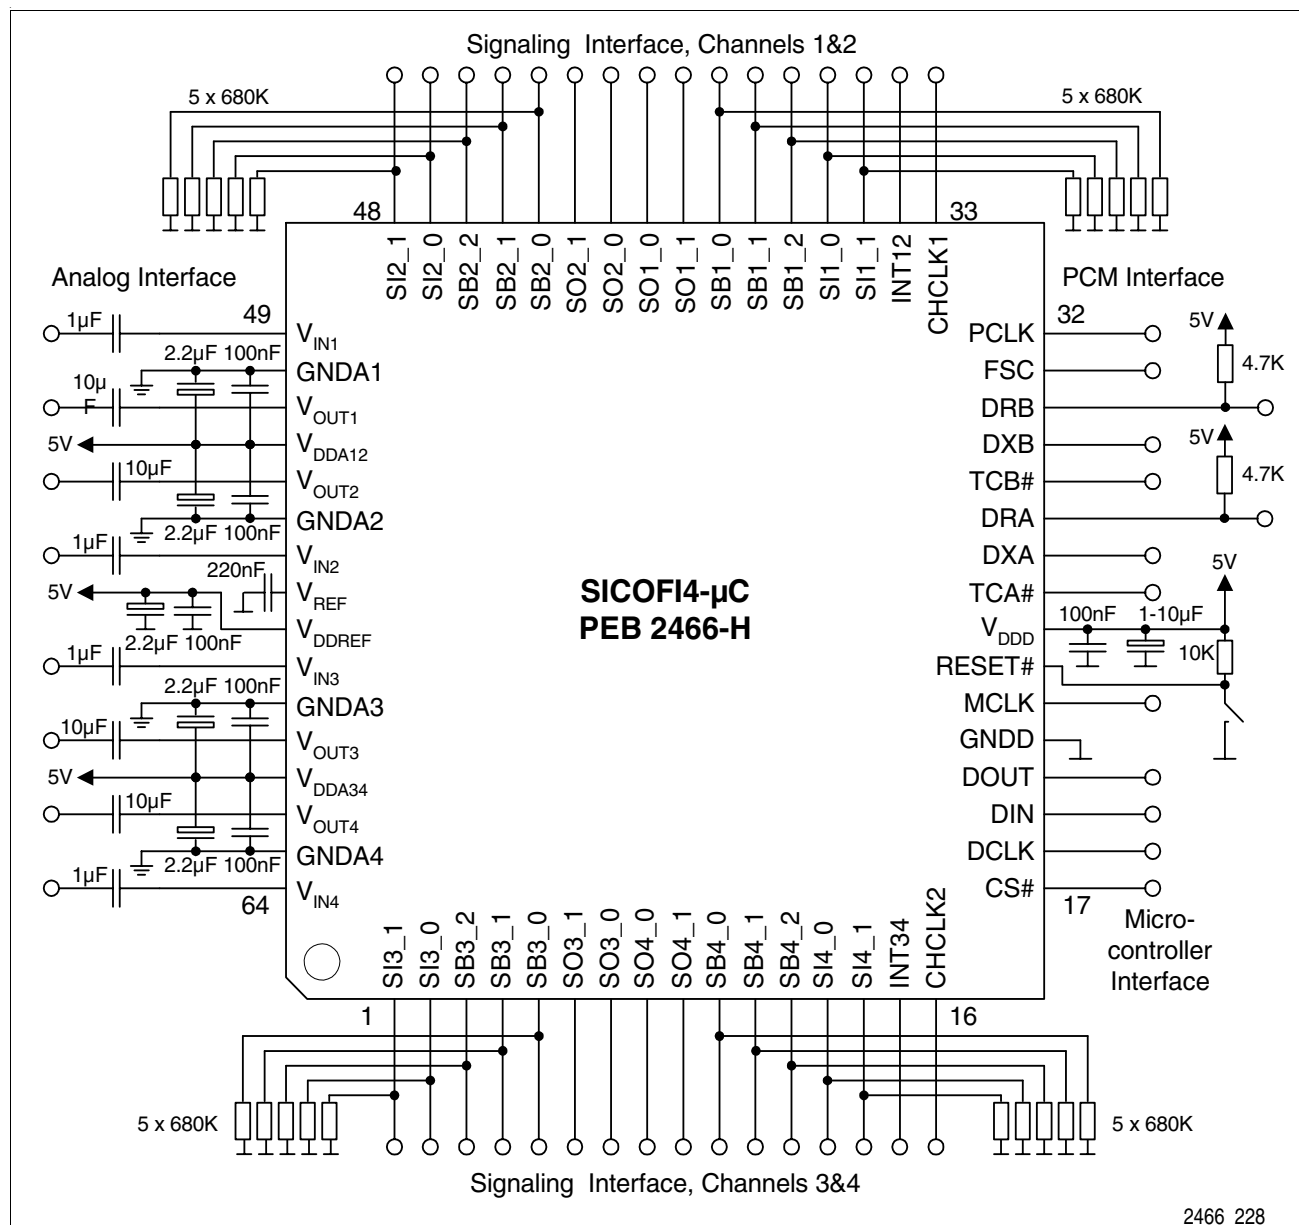 Signaling Interface, Channels 1&2
5 x 680K
5 x 680K
48
33
SI2_1
SI2_0
SB2_2
SB2_1
SB2_0
SO2_1
SO2_0
SO1_0
SO1_1
SB1_0
SB1_1
SB1_2
SI1_0
SI1_1
INT12
CHCLK1
Analog Interface
1µF
49
VIN1
2.2µF 100nF
GNDA1
10µ
F
VOUT1
5V
VDDA12
10µF
VOUT2
GNDA2
2.2µF 100nF
1µF
VIN2
220nF
VREF
5V
VDDREF
2.2µF 100nF
1µF
VIN3
2.2µF 100nF
GNDA3
10µF
VOUT3
5V
VDDA34
10µF
VOUT4
GNDA4
2.2µF 100nF
1µF
64
VIN4
SICOFI4-µC
PEB 2466-H
PCM Interface
32
PCLK
5V
FSC
4.7K
DRB
DXB
5V
TCB#
4.7K
DRA
DXA
5V
TCA#
100nF
1-10µF
VDDD
RESET#
10K
MCLK
GNDD
DOUT
DIN
DCLK
CS#
17
Micro-
controller
Interface
SI3_1
SI3_0
SB3_2
SB3_1
SB3_0
SO3_1
SO3_0
SO4_0
SO4_1
SB4_0
SB4_1
SB4_2
SI4_0
SI4_1
INT34
CHCLK2
1
16
5 x 680K
5 x 680K
Signaling Interface, Channels 3&4
2466_228